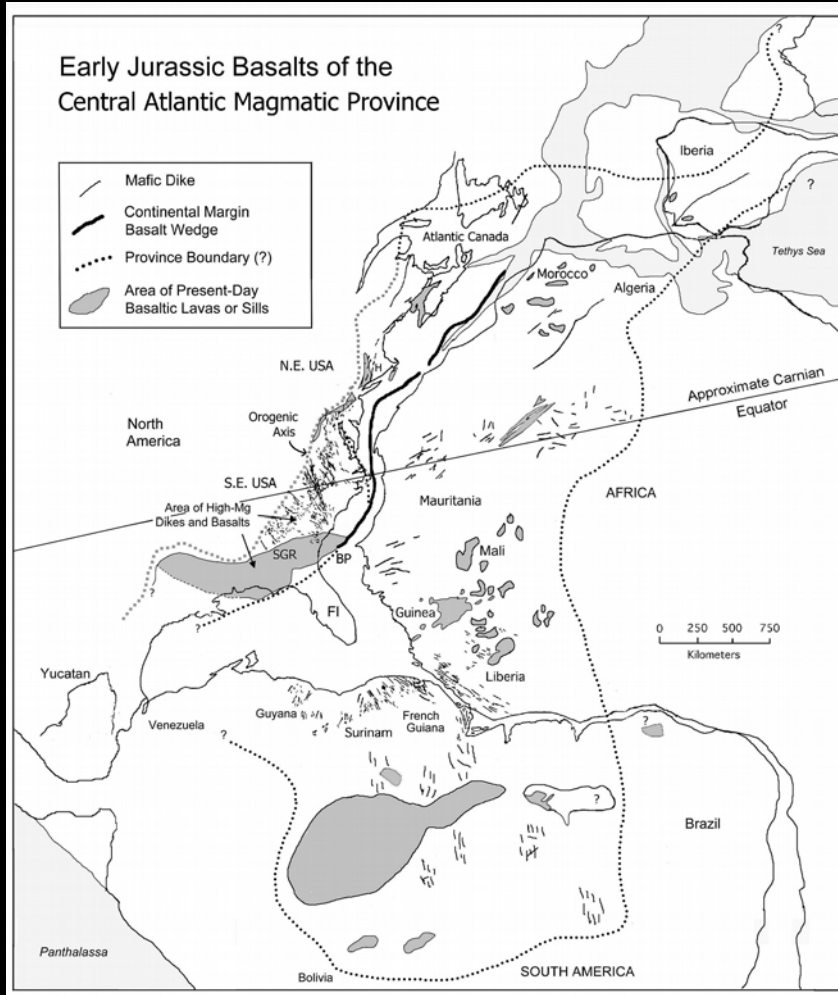 Early Jurassic Basalts of the
Central Atlantic Magmatic Province
Mafic Dike
Continental Margin
Basalt Wedge
Province Boundary (?)
Area of Present-Day
Basaltic Lavas or Sills
?
Iberia
?
Tethys Sea
Atlantic Canada
Morocco
Algeria
N.E. USA
H
Approximate Carnian
Equator
North
America
Orogenic
Axis
S.E. USA
Area of High-Mg
Dikes and Basalts
Mauritania
AFRICA
SGR
BP
Mali
?
FI
Guinea
?
0 250 500 750
Kilometers
Liberia
Yucatan
Venezuela
Guyana
Surinam
French
Guiana
?
?
?
Brazil
Panthalassa
Bolivia
SOUTH AMERICA